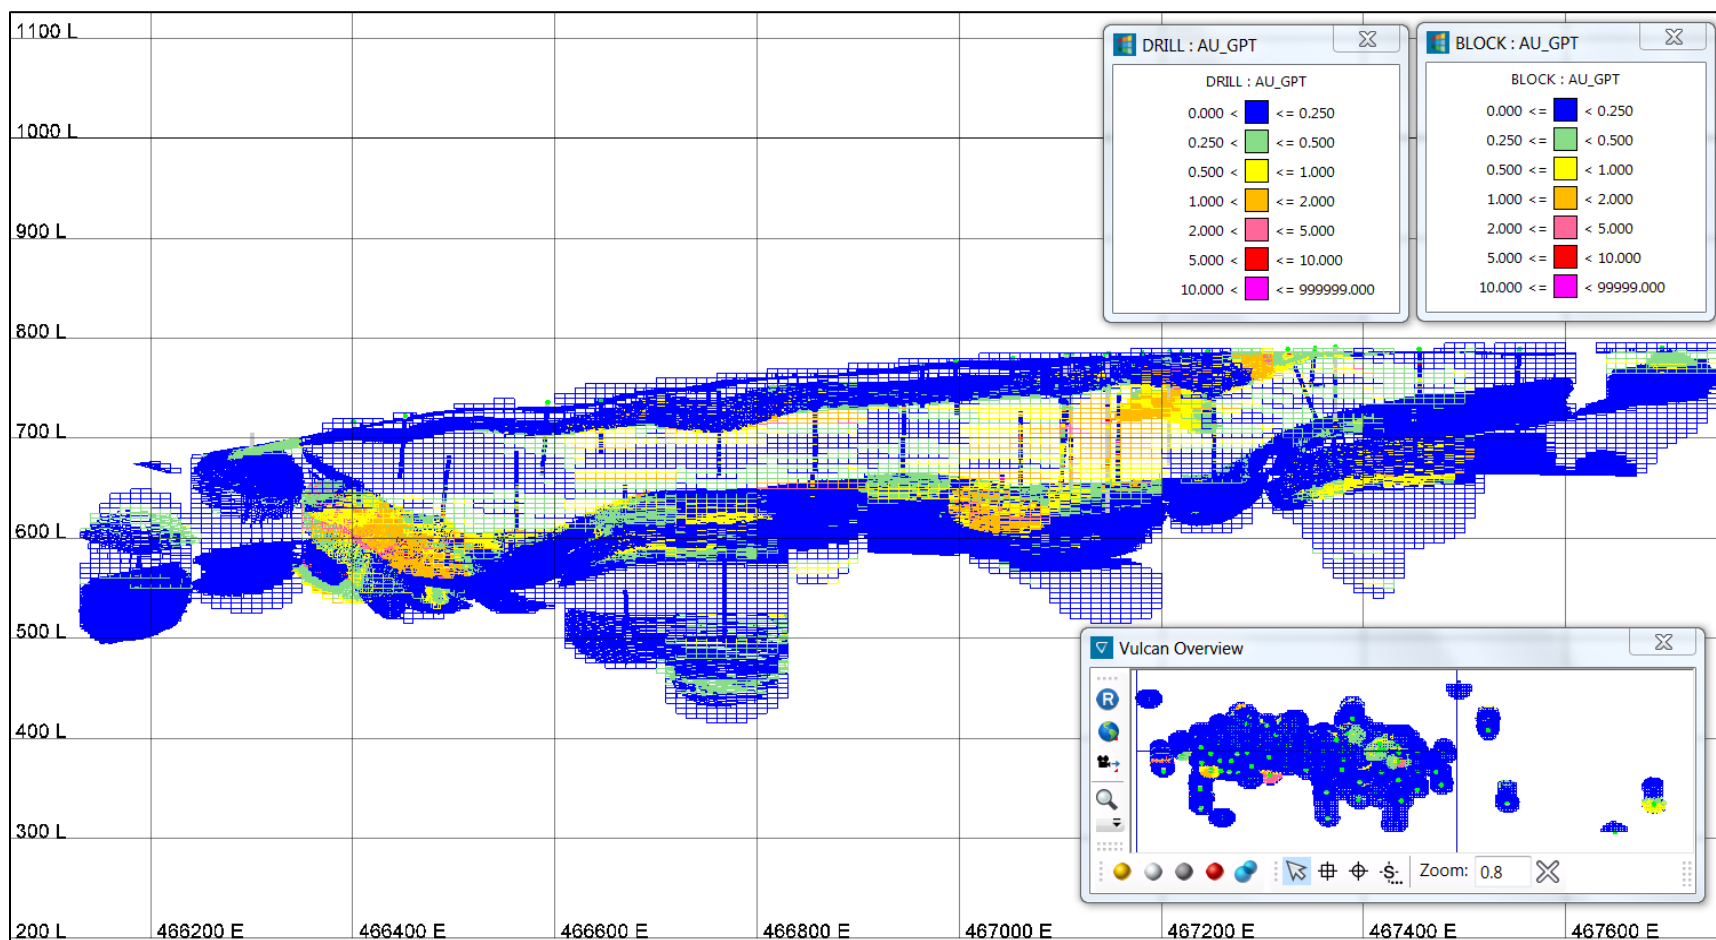 1100 L
1000 L
900 L
800 L
700 L
600 L
500 L
400 L
300 L
200 L
466200 E
466400 E
466600 E
466800 E
467000 E
467200 E
467400 E
467600 E
DRILL : AU_GPT
DRILL : AU_GPT
0.000 < <= 0.250
0.250 < <= 0.500
0.500 < <= 1.000
1.000 < <= 2.000
2.000 < <= 5.000
5.000 < <= 10.000
10.000 < <= 999999.000
BLOCK : AU_GPT
BLOCK : AU_GPT
0.000 <= < 0.250
0.250 <= < 0.500
0.500 <= < 1.000
1.000 <= < 2.000
2.000 <= < 5.000
5.000 <= < 10.000
10.000 <= < 99999.000
Vulcan Overview
R
S
Zoom: 0.8